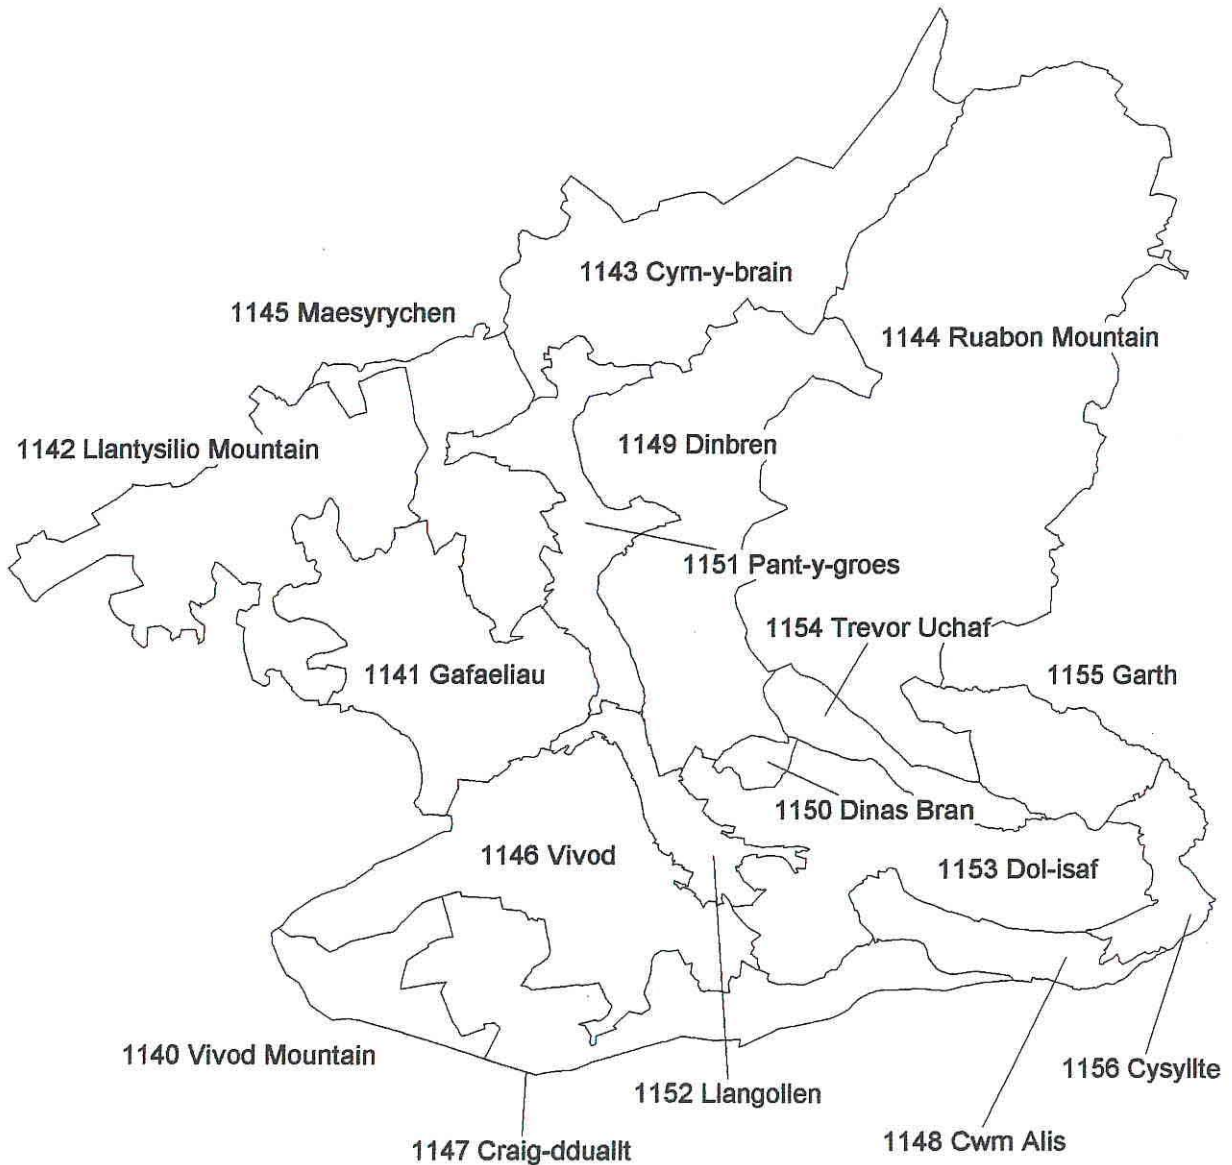 1143 Cyrn-y-brain
1145 Maesyrychen
1144 Ruabon Mountain
1142 Llantysilio Mountain
1149 Dinbren
1151 Pant-y-groes
1154 Trevor Uchaf
1141 Gafaeliau
1155 Garth
1150 Dinas Bran
1146 Vivod
1153 Dol-isaf
1140 Vivod Mountain
1156 Cysyllte
1152 Llangollen
1148 Cwm Alis
1147 Craig-dduallt